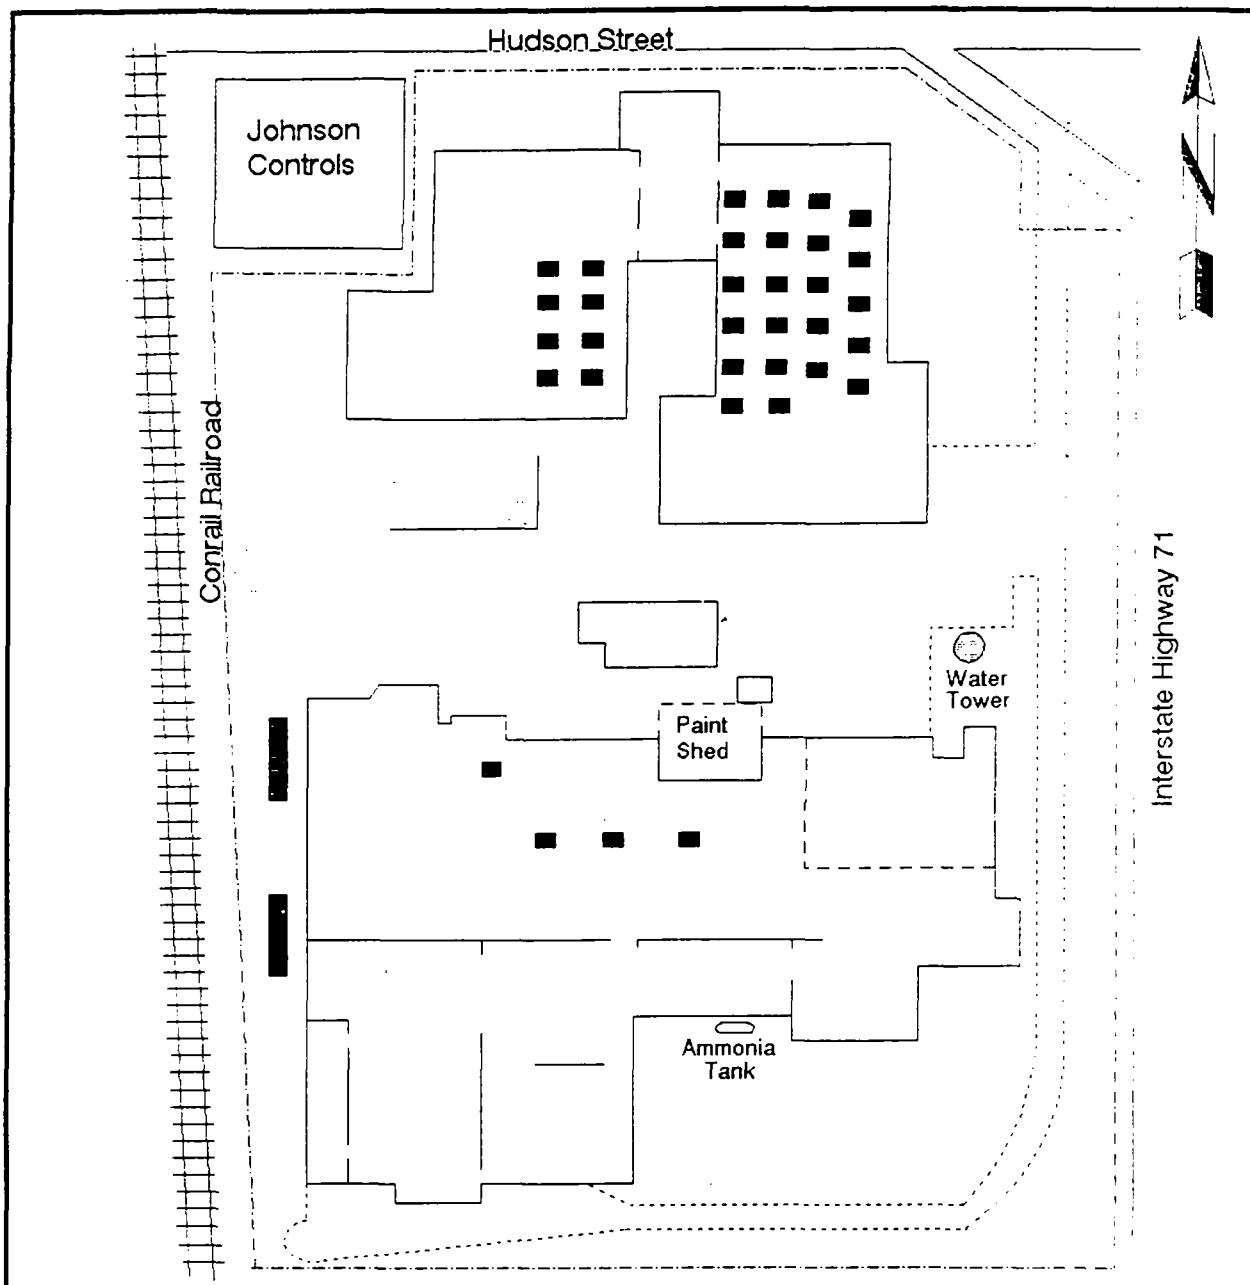 Hudson Street
Johnson
Controls
Conrail Railroad
Interstate Highway 71
Water
Tower
Paint
Shed
Ammonia
Tank